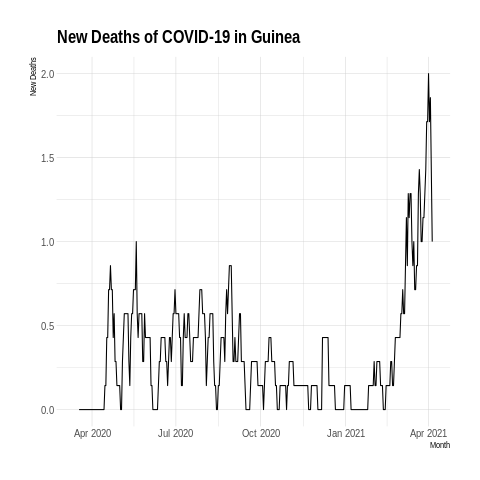 New Deaths of COVID-19 in Guinea
New Deaths
2.0
1.5
1.0
0.5
0.0
Apr 2020 Jul 2020 Oct 2020 Jan 2021 Apr 2021
Month